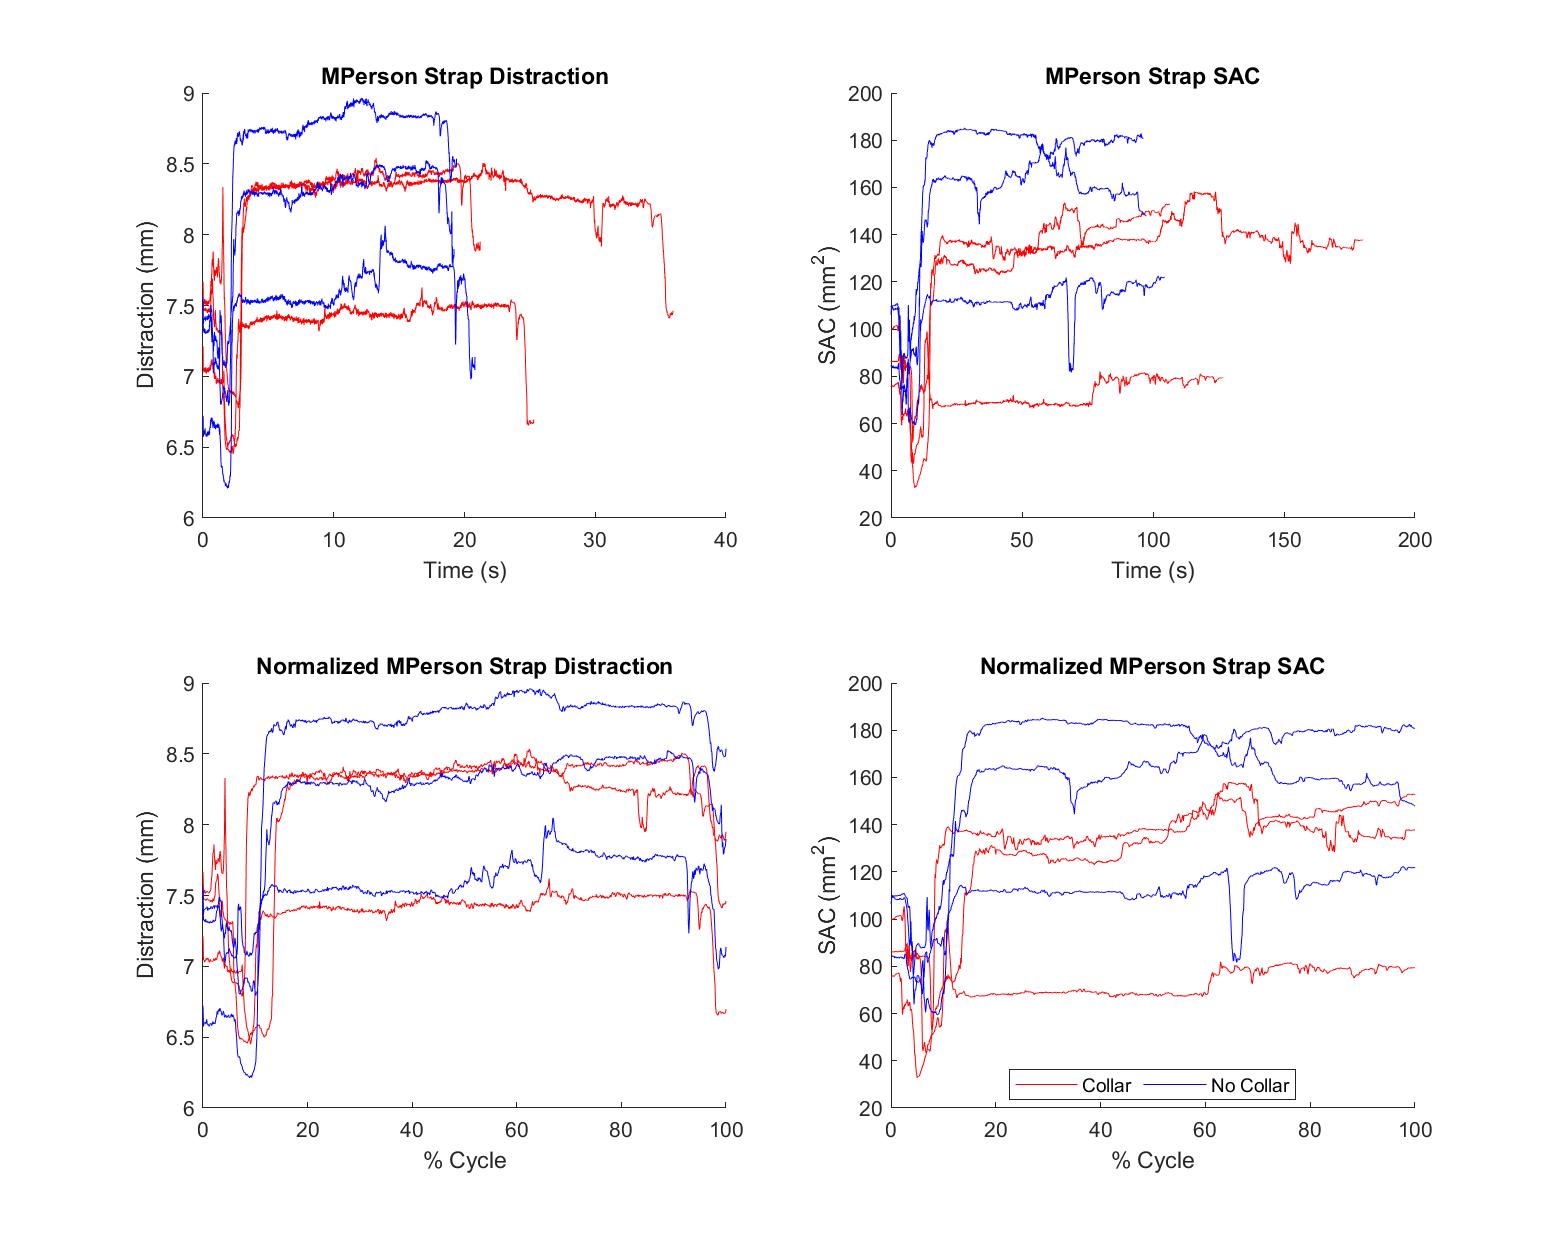 MPerson Strap Distraction
9
8.5
8
7.5
7
6.5
6
Distraction (mm)
0 10 20 30 40
Time (s)
MPerson Strap SAC
200
180
160
140
120
100
80
60
40
20
SAC (mm²)
0 50 100 150 200
Time (s)
Normalized MPerson Strap Distraction
9
8.5
8
7.5
7
6.5
6
Distraction (mm)
0 20 40 60 80 100
% Cycle
Normalized MPerson Strap SAC
200
180
160
140
120
100
80
60
40
20
SAC (mm²)
Collar No Collar
0 20 40 60 80 100
% Cycle